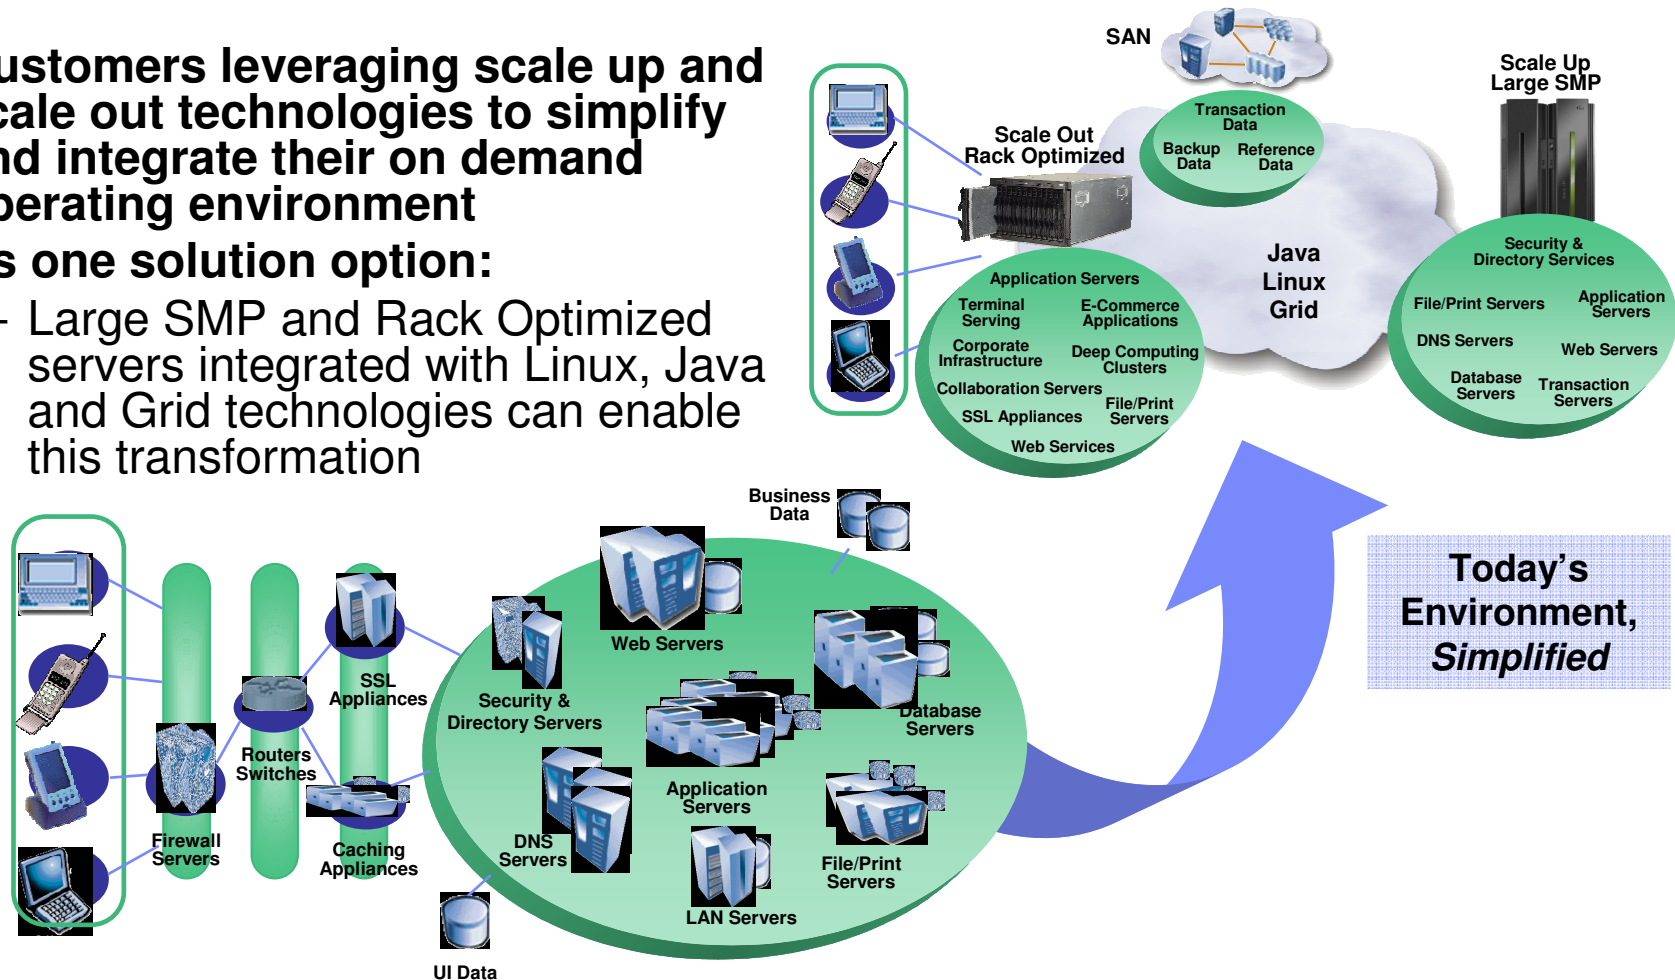 ustomers leveraging scale up and
cale out technologies to simplify
nd integrate their on demand
perating environment
s one solution option:
– Large SMP and Rack Optimized
servers integrated with Linux, Java
and Grid technologies can enable
this transformation
SAN
Transaction
Data
Backup
Data
Reference
Data
Scale Out
Rack Optimized
Scale Up
Large SMP
Java
Linux
Grid
Application Servers
Terminal
Serving
E-Commerce
Applications
Corporate
Infrastructure
Deep Computing
Clusters
Collaboration Servers
SSL Appliances
File/Print
Servers
Web Services
Security &
Directory Services
File/Print Servers
Application
Servers
DNS Servers
Web Servers
Database
Servers
Transaction
Servers
Business
Data
Web Servers
SSL
Appliances
Security &
Directory Servers
Database
Servers
Routers
Switches
Application
Servers
Firewall
Servers
Caching
Appliances
DNS
Servers
File/Print
Servers
LAN Servers
UI Data
Today's
Environment,
Simplified